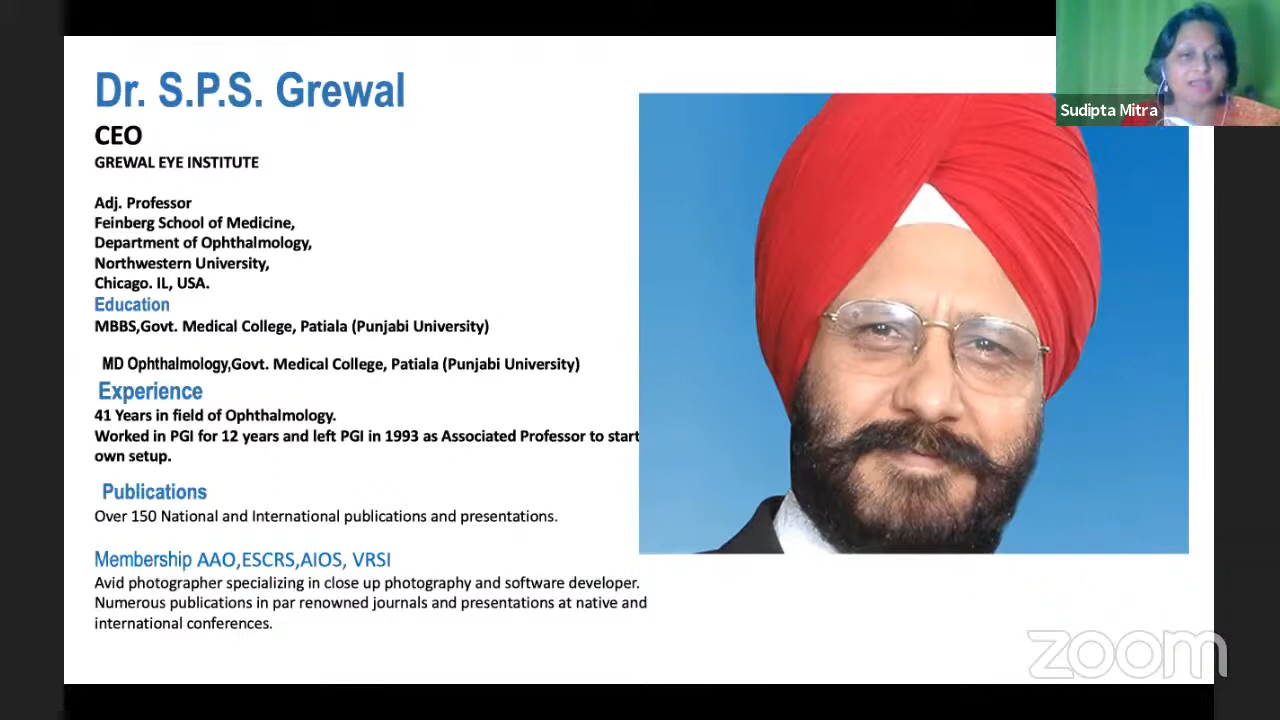 Dr. S.P.S. Grewal
CEO
GREWAL EYE INSTITUTE
Adj. Professor
Feinberg School of Medicine,
Department of Ophthalmology,
Northwestern University,
Chicago. IL, USA.
Education
MBBS,Govt. Medical College, Patiala (Punjabi University)
MD Ophthalmology,Govt. Medical College, Patiala (Punjabi University)
Experience
41 Years in field of Ophthalmology.
Worked in PGI for 12 years and left PGI in 1993 as Associated Professor to start
own setup.
Publications
Over 150 National and International publications and presentations.
Membership AAO,ESCRS,AIOS, VRSI
Avid photographer specializing in close up photography and software developer.
Numerous publications in par renowned journals and presentations at native and
international conferences.
Sudipta Mitra
zoom